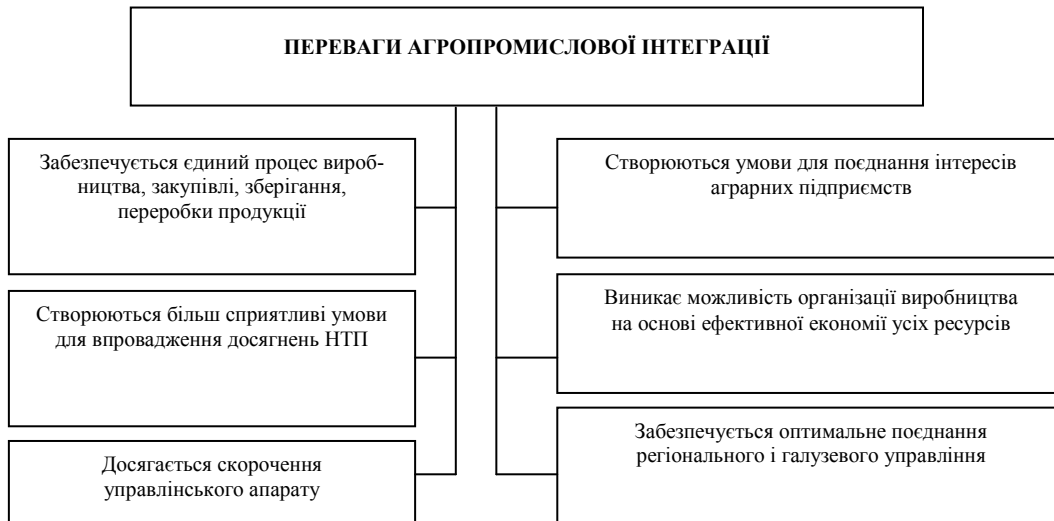 ПЕРЕВАГИ АГРОПРОМИСЛОВОЇ ІНТЕГРАЦІЇ
Забезпечується єдиний процес вироб-
ництва, закупівлі, зберігання,
переробки продукції
Створюються більш сприятливі умови
для впровадження досягнень НТП
Досягається скорочення
управлінського апарату
Створюються умови для поєднання інтересів
аграрних підприємств
Виникає можливість організації виробництва
на основі ефективної економії усіх ресурсів
Забезпечується оптимальне поєднання
регіонального і галузевого управління